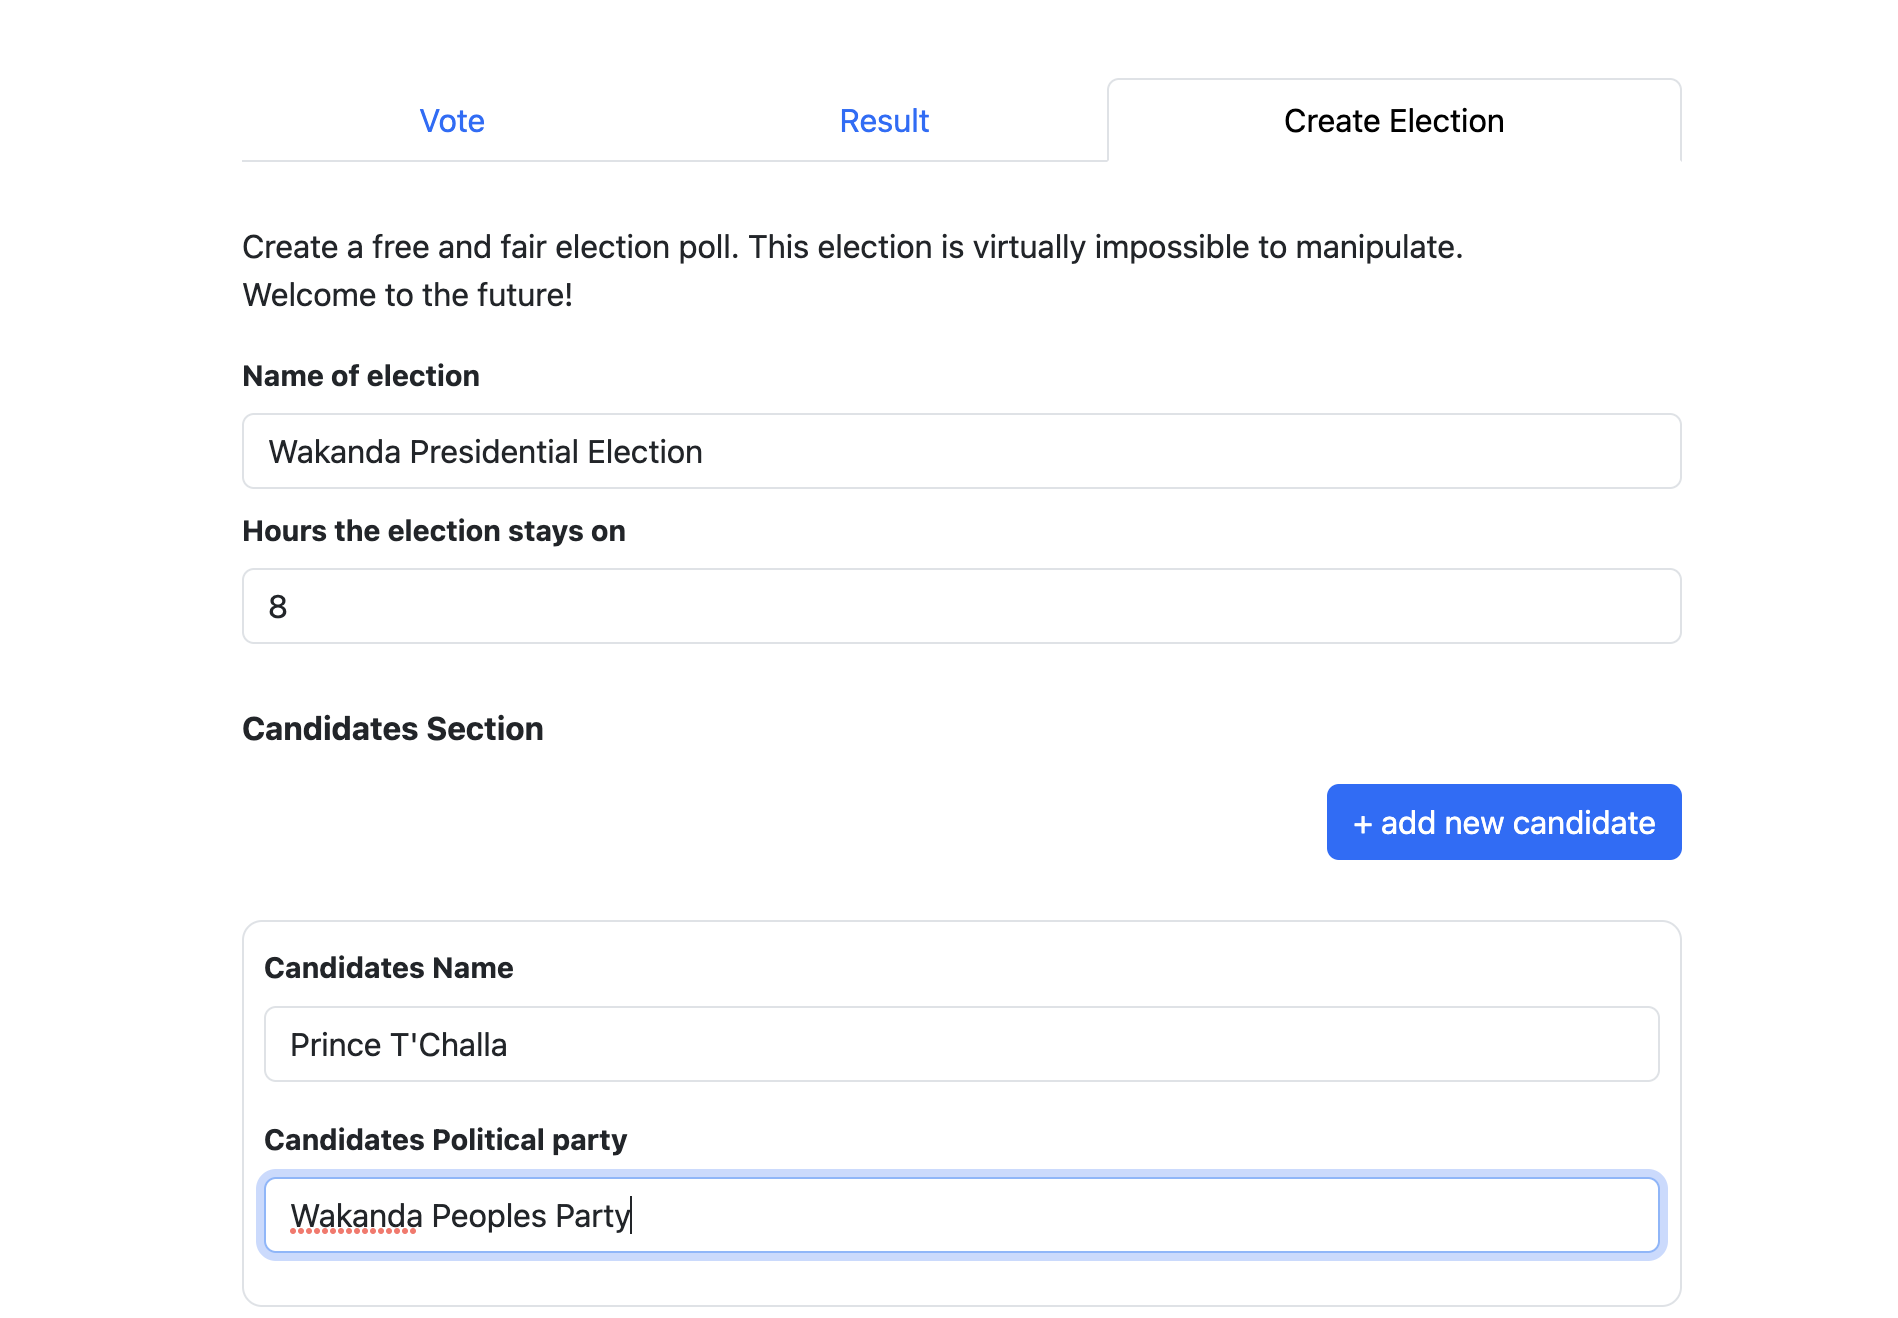 Vote
Result
Create Election
Create a free and fair election poll. This election is virtually impossible to manipulate.
Welcome to the future!
Name of election
Wakanda Presidential Election
Hours the election stays on
8
Candidates Section
+ add new candidate
Candidates Name
Prince T'Challa
Candidates Political party
Wakanda Peoples Party